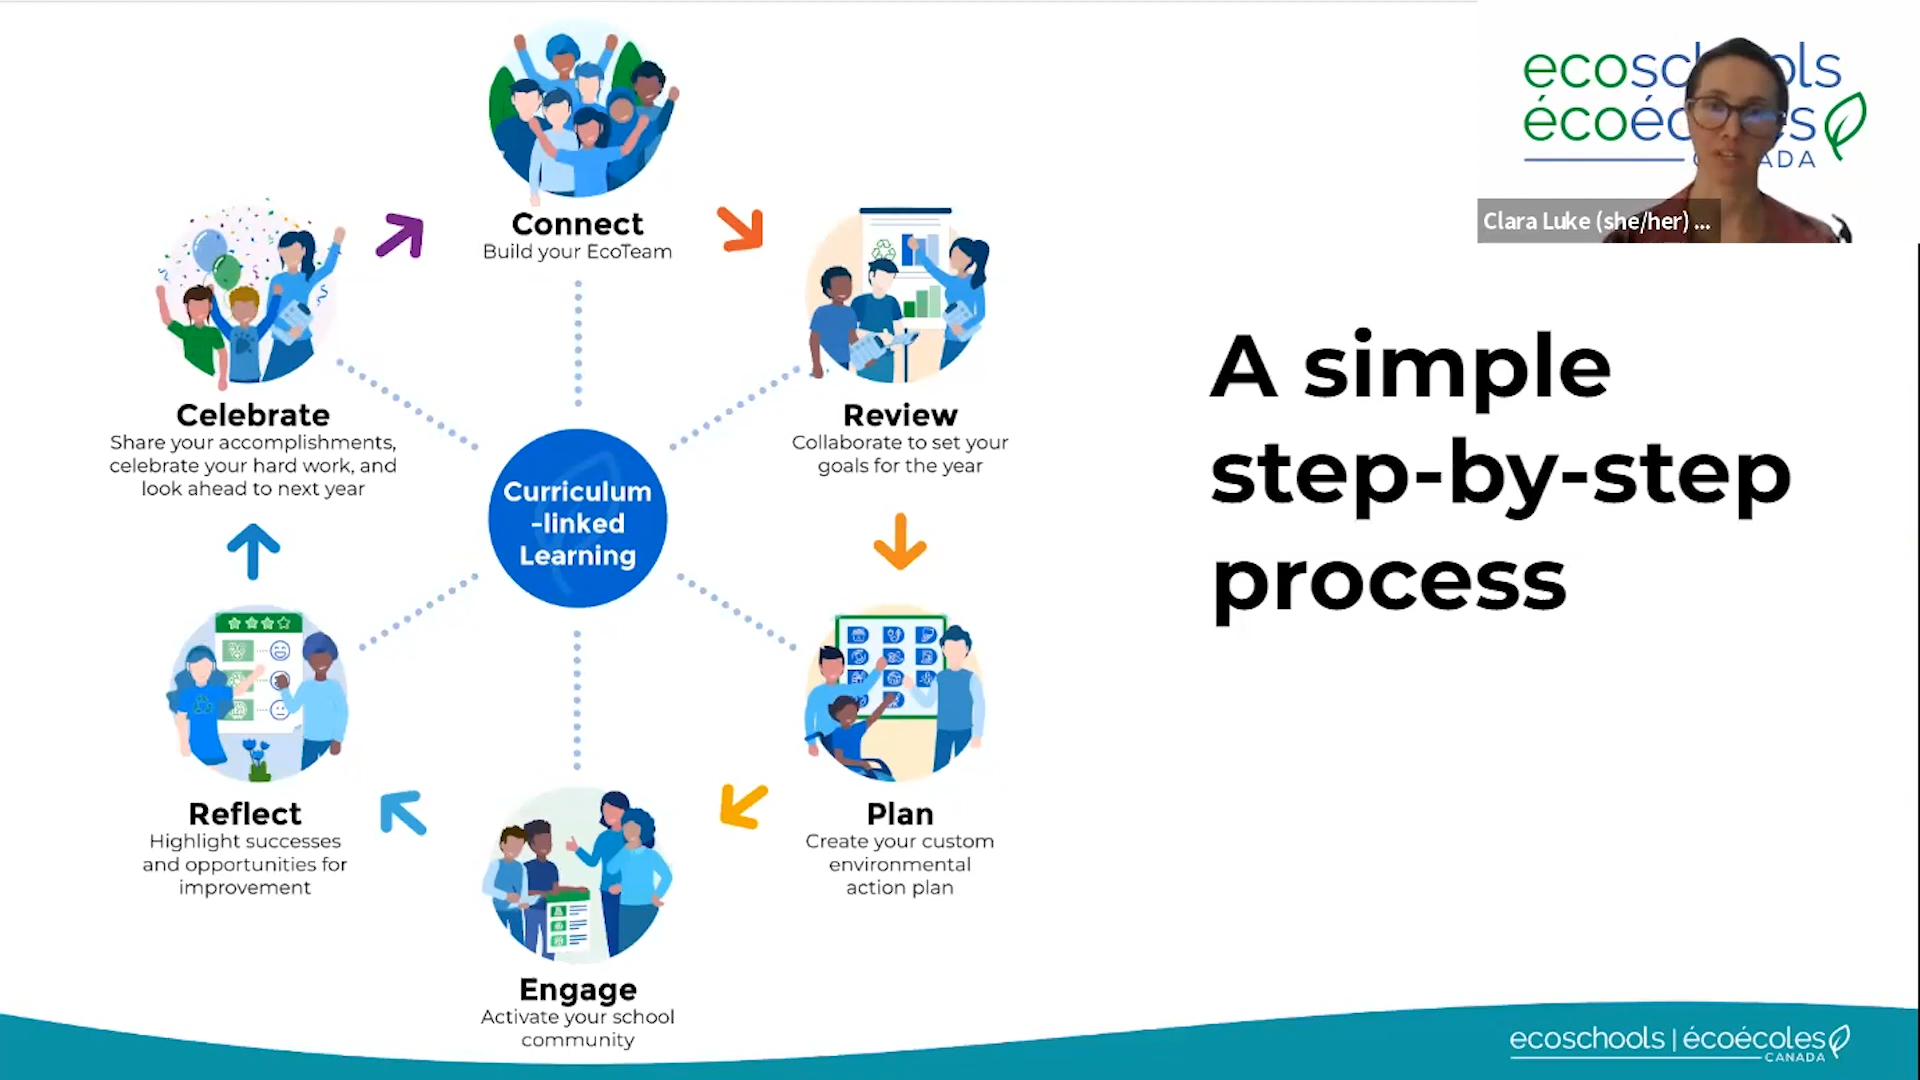 Connect
Build your EcoTeam
Review
Collaborate to set your
goals for the year
Plan
Create your custom
environmental
action plan
Engage
Activate your school
community
Reflect
Highlight successes
and opportunities for
improvement
Celebrate
Share your accomplishments,
celebrate your hard work, and
look ahead to next year
Curriculum
-linked
Learning
A simple
step-by-step
process
Clara Luke (she/her) ...
ecoschools | écoécoles
CANADA